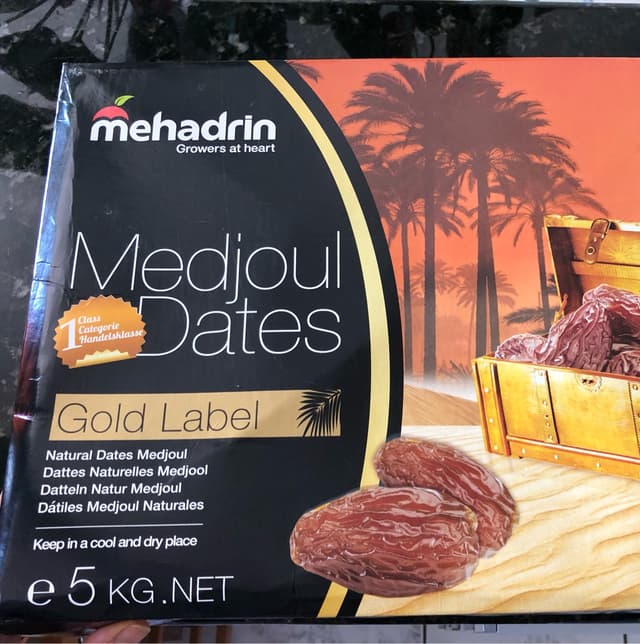 mehadrin
Growers at heart
Medjoul
Dates
1 Class
Categorie
Handelsklasse
Gold Label
Natural Dates Medjoul
Dattes Naturelles Medjool
Datteln Natur Medjoul
Dátiles Medjoul Naturales
Keep in a cool and dry place
e 5 KG.NET